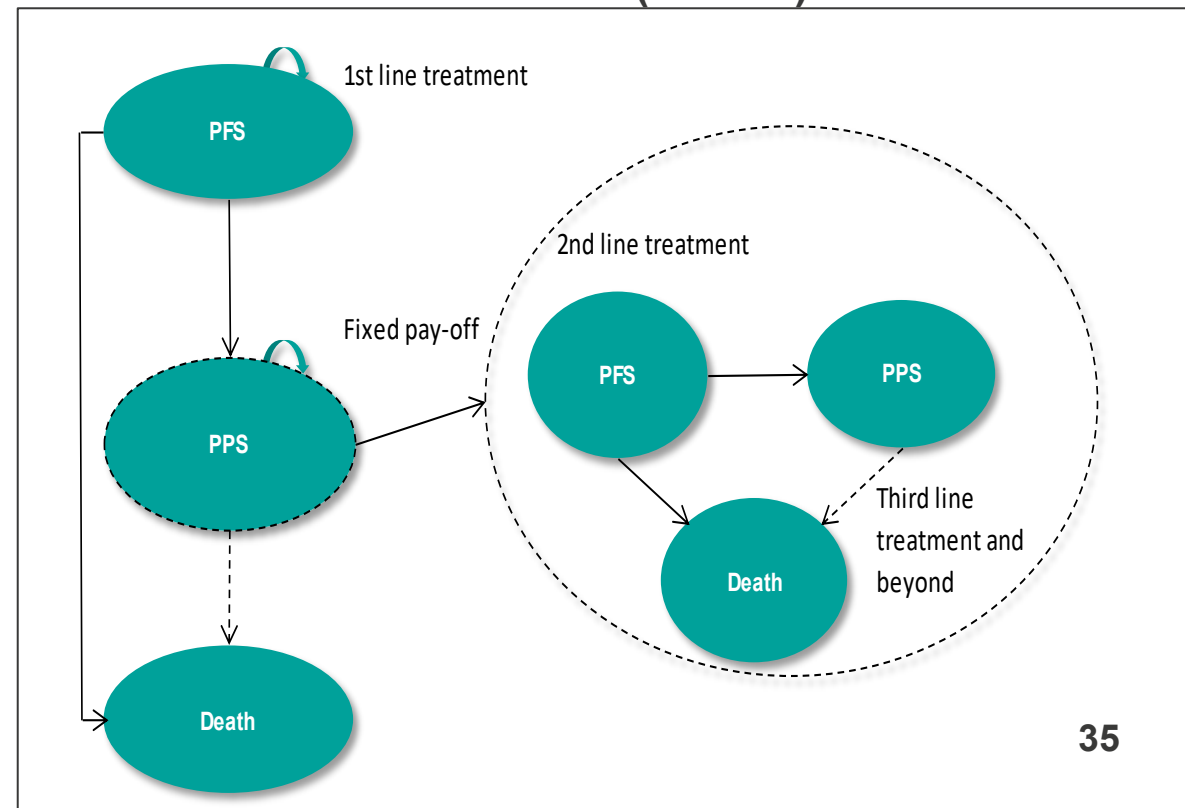 PFS
1st line treatment
2nd line treatment
Fixed pay-off
PFS
PPS
PPS
Third line
treatment and
beyond
Death
Death
35